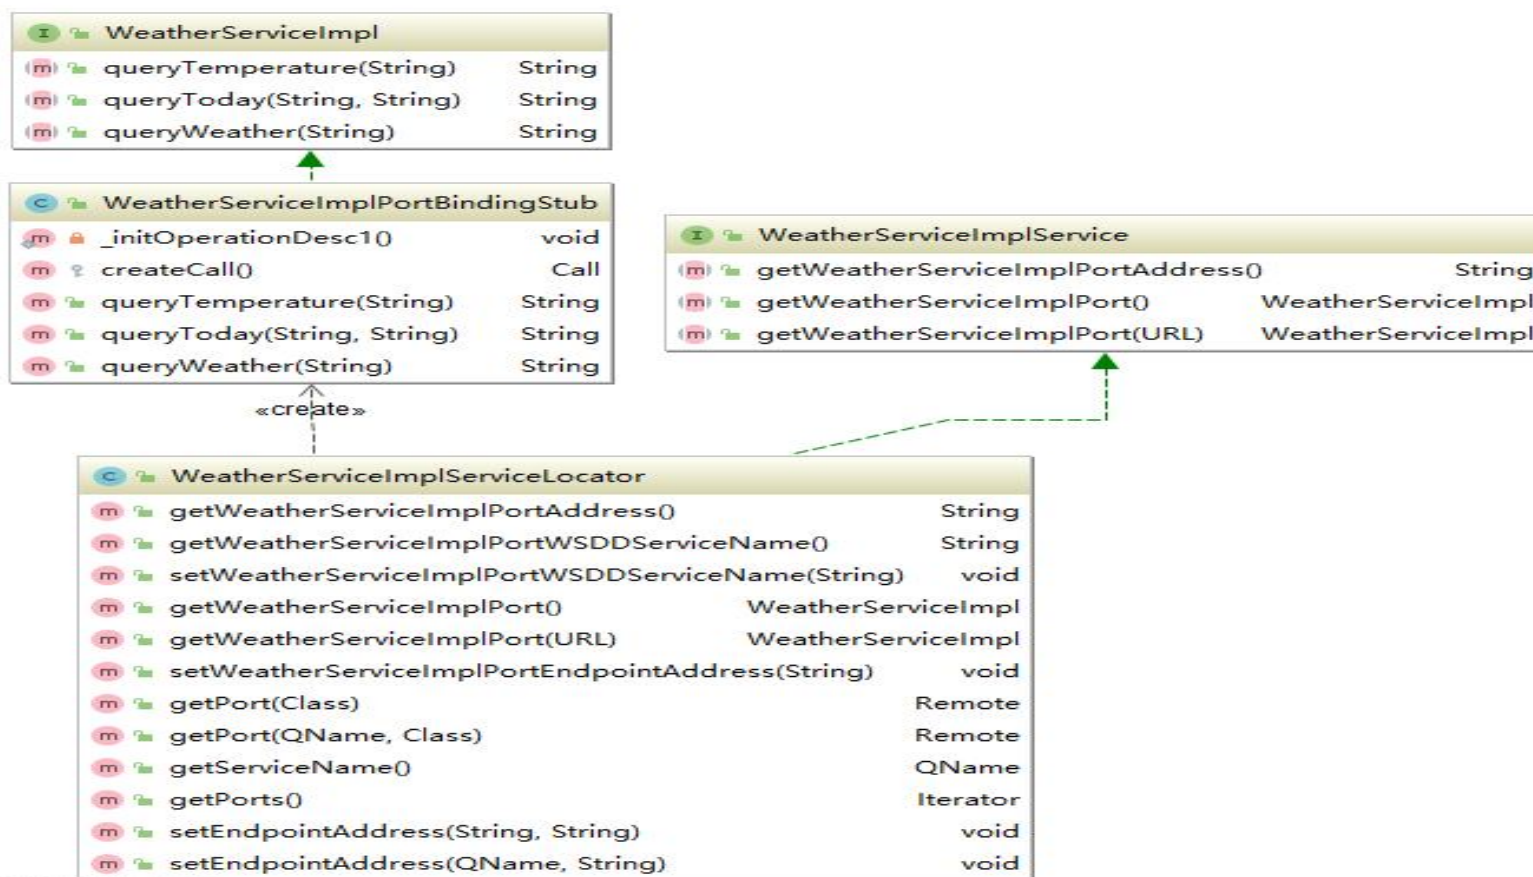 I WeatherServiceImpl
m queryTemperature(String) String
m queryToday(String, String) String
m queryWeather(String) String
C WeatherServiceImplPortBindingStub
m _initOperationDesc1() void
m createCall() Call
m queryTemperature(String) String
m queryToday(String, String) String
m queryWeather(String) String
«create»
I WeatherServiceImplService
m getWeatherServiceImplPortAddress() String
m getWeatherServiceImplPort() WeatherServiceImpl
m getWeatherServiceImplPort(URL) WeatherServiceImpl
C WeatherServiceImplServiceLocator
m getWeatherServiceImplPortAddress() String
m getWeatherServiceImplPortWSDDServiceName() String
m setWeatherServiceImplPortWSDDServiceName(String) void
m getWeatherServiceImplPort() WeatherServiceImpl
m getWeatherServiceImplPort(URL) WeatherServiceImpl
m setWeatherServiceImplPortEndpointAddress(String) void
m getPort(Class) Remote
m getPort(QName, Class) Remote
m getServiceName() QName
m getPorts() Iterator
m setEndpointAddress(String, String) void
m setEndpointAddress(QName, String) void